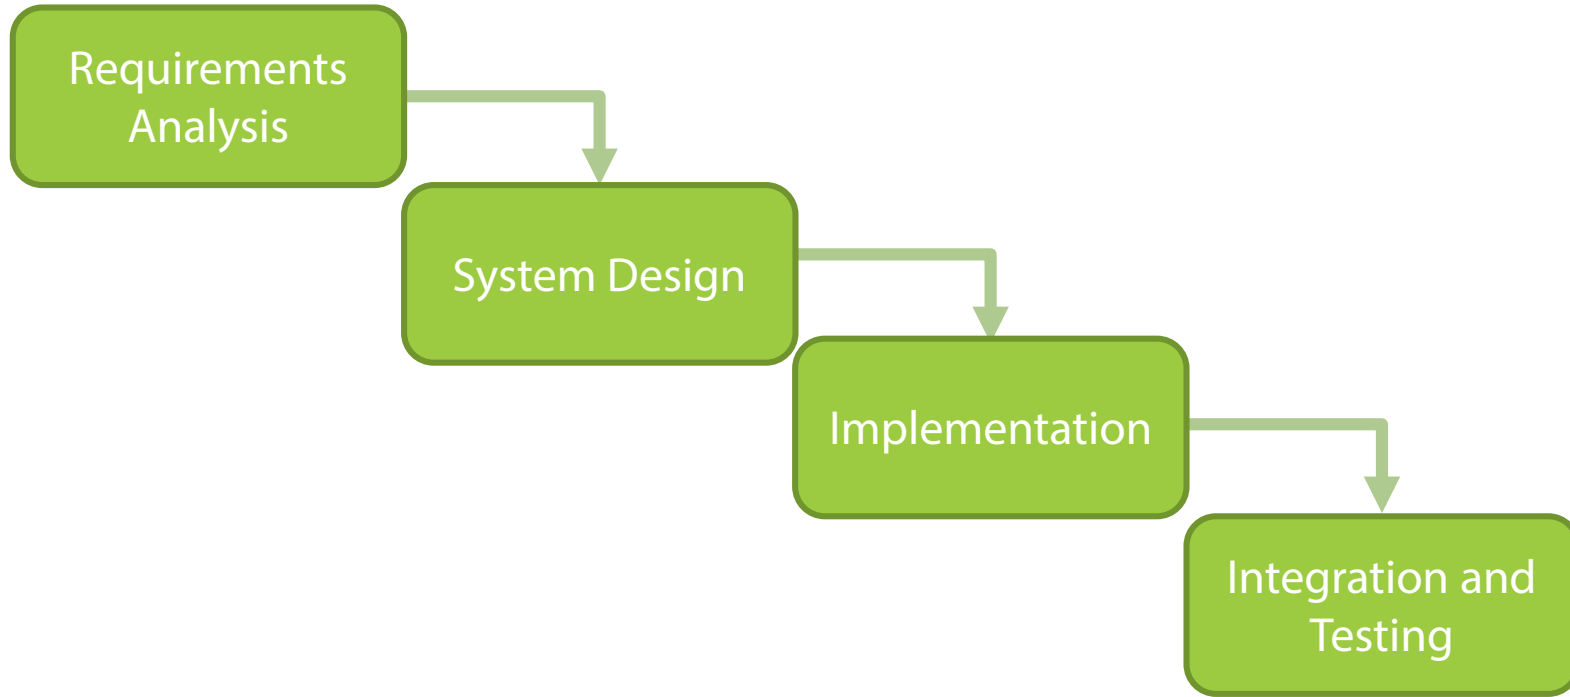 Requirements
Analysis
System Design
Implementation
Integration and
Testing